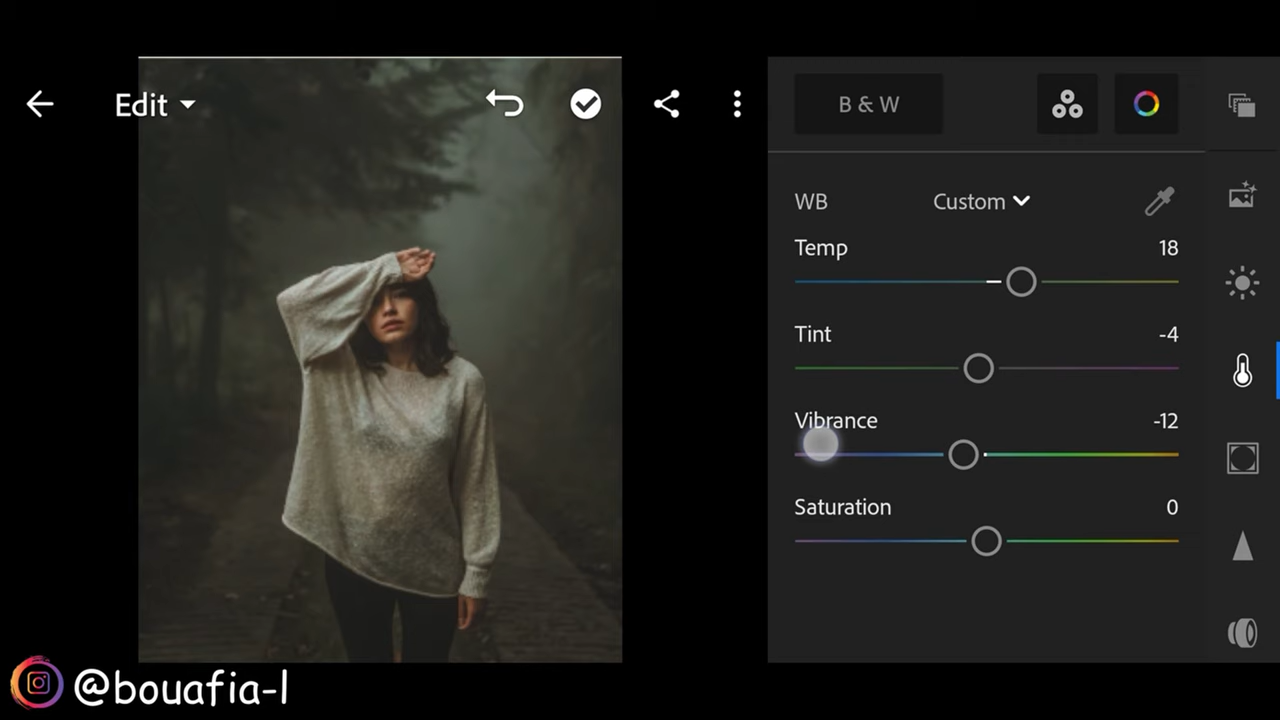 Edit
B & W
WB Custom
Temp 18
Tint -4
Vibrance -12
Saturation 0
@bouafia-l